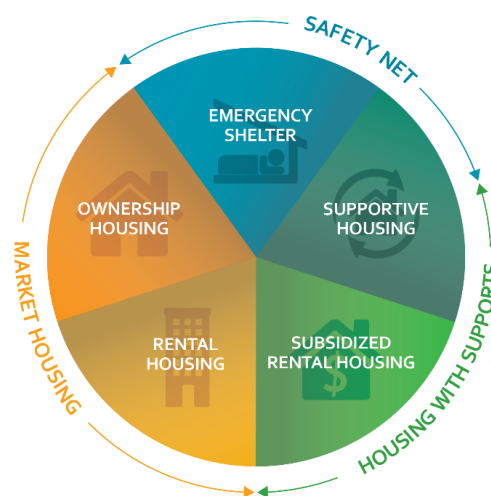 SAFETY NET
EMERGENCY
SHELTER
OWNERSHIP
HOUSING
SUPPORTIVE
HOUSING
MARKET HOUSING
RENTAL
HOUSING
SUBSIDIZED
RENTAL HOUSING
$
HOUSING WITH SUPPORTS